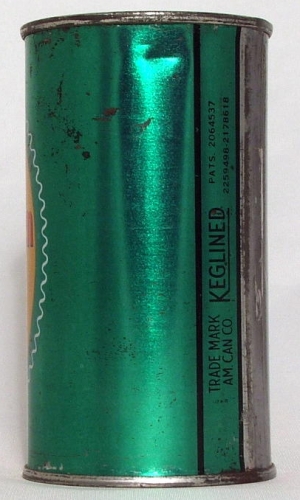 TRADE MARK
AM CAN CO.
KEGLINED
PATS. 2064537
2259498-2178618